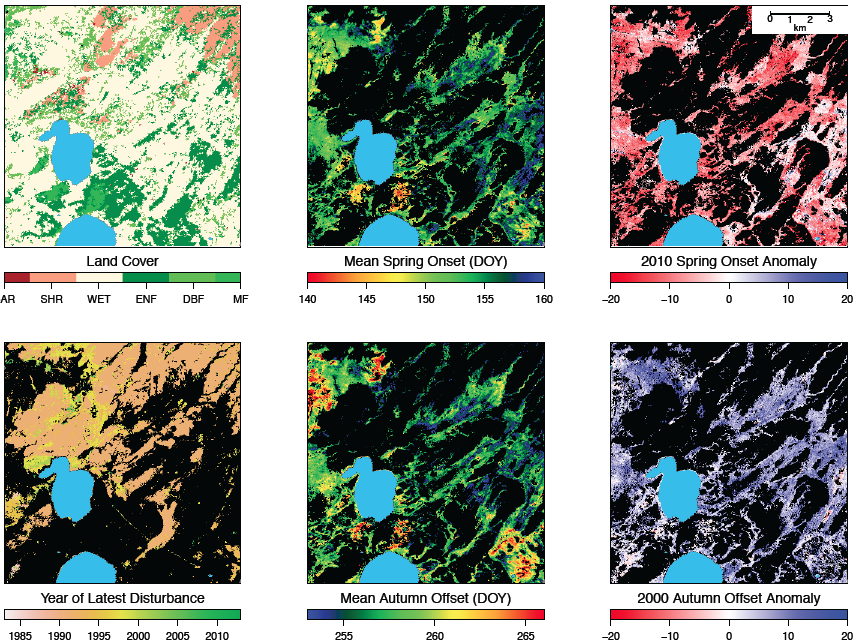 0 1 2 3
km
Land Cover Mean Spring Onset (DOY) 2010 Spring Onset Anomaly
AR SHR WET ENF DBF MF 140 145 150 155 160 −20 −10 0 10 20
Year of Latest Disturbance Mean Autumn Offset (DOY) 2000 Autumn Offset Anomaly
1985 1990 1995 2000 2005 2010 255 260 265 −20 −10 0 10 20